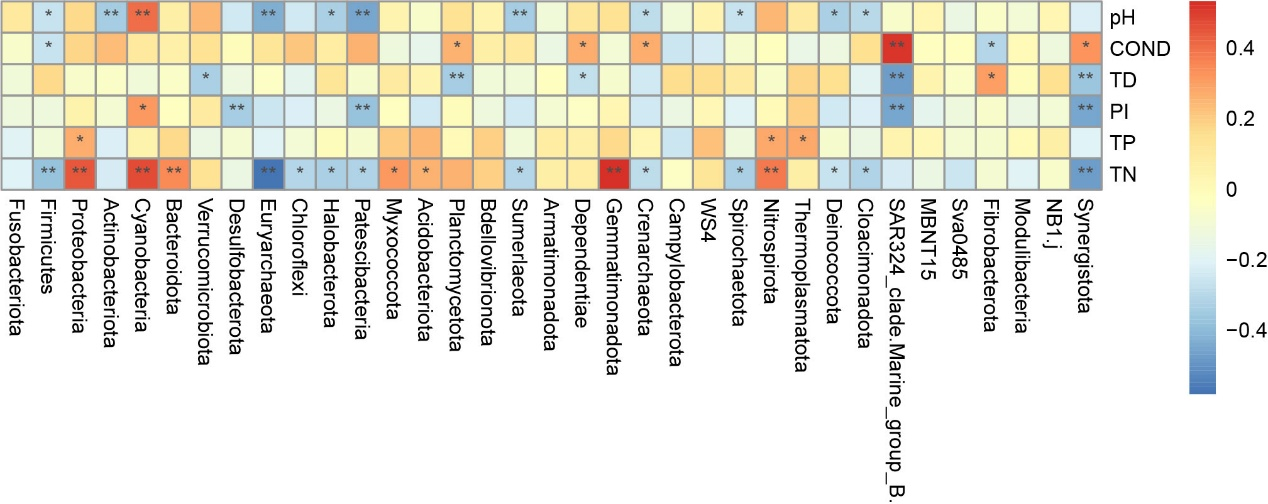 * ** ** ** * ** ** * * * * pH
* * * * ** * * COND
* ** * ** * ** TD
* ** ** ** ** PI
* * * TP
** ** ** ** ** * * * * * * ** * * ** * * ** TN
Fusobacteriota
Firmicutes
Proteobacteria
Actinobacteriota
Cyanobacteria
Bacteroidota
Verrucomicrobiota
Desulfobacterota
Euryarchaeota
Chloroflexi
Halobacterota
Patescibacteria
Myxococcota
Acidobacteriota
Planctomycetota
Bdellovibrionota
Sumerlaeota
Armatimonadota
Dependentiae
Gemmatimonadota
Crenarchaeota
Campylobacterota
WS4
Spirochaetota
Nitrospirota
Thermoplasmatota
Deinococcota
Cloacimonadota
SAR324_clade.Marine_group_B.
MBNT15
Sva0485
Fibrobacterota
Modulibacteria
NB1.j
Synergistota
0.4
0.2
0
−0.2
−0.4